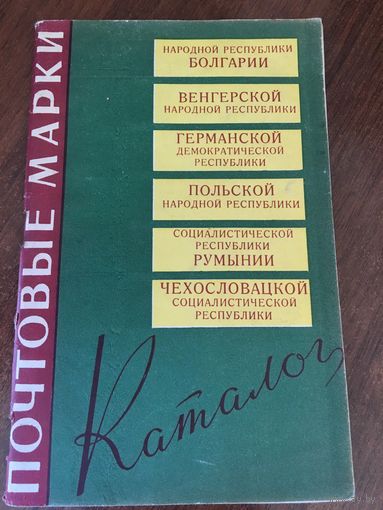 ПОЧТОВЫЕ МАРКИ
НАРОДНОЙ РЕСПУБЛИКИ
БОЛГАРИИ
ВЕНГЕРСКОЙ
НАРОДНОЙ РЕСПУБЛИКИ
ГЕРМАНСКОЙ
ДЕМОКРАТИЧЕСКОЙ
РЕСПУБЛИКИ
ПОЛЬСКОЙ
НАРОДНОЙ РЕСПУБЛИКИ
СОЦИАЛИСТИЧЕСКОЙ
РЕСПУБЛИКИ
РУМЫНИИ
ЧЕХОСЛОВАЦКОЙ
СОЦИАЛИСТИЧЕСКОЙ
РЕСПУБЛИКИ
Каталог